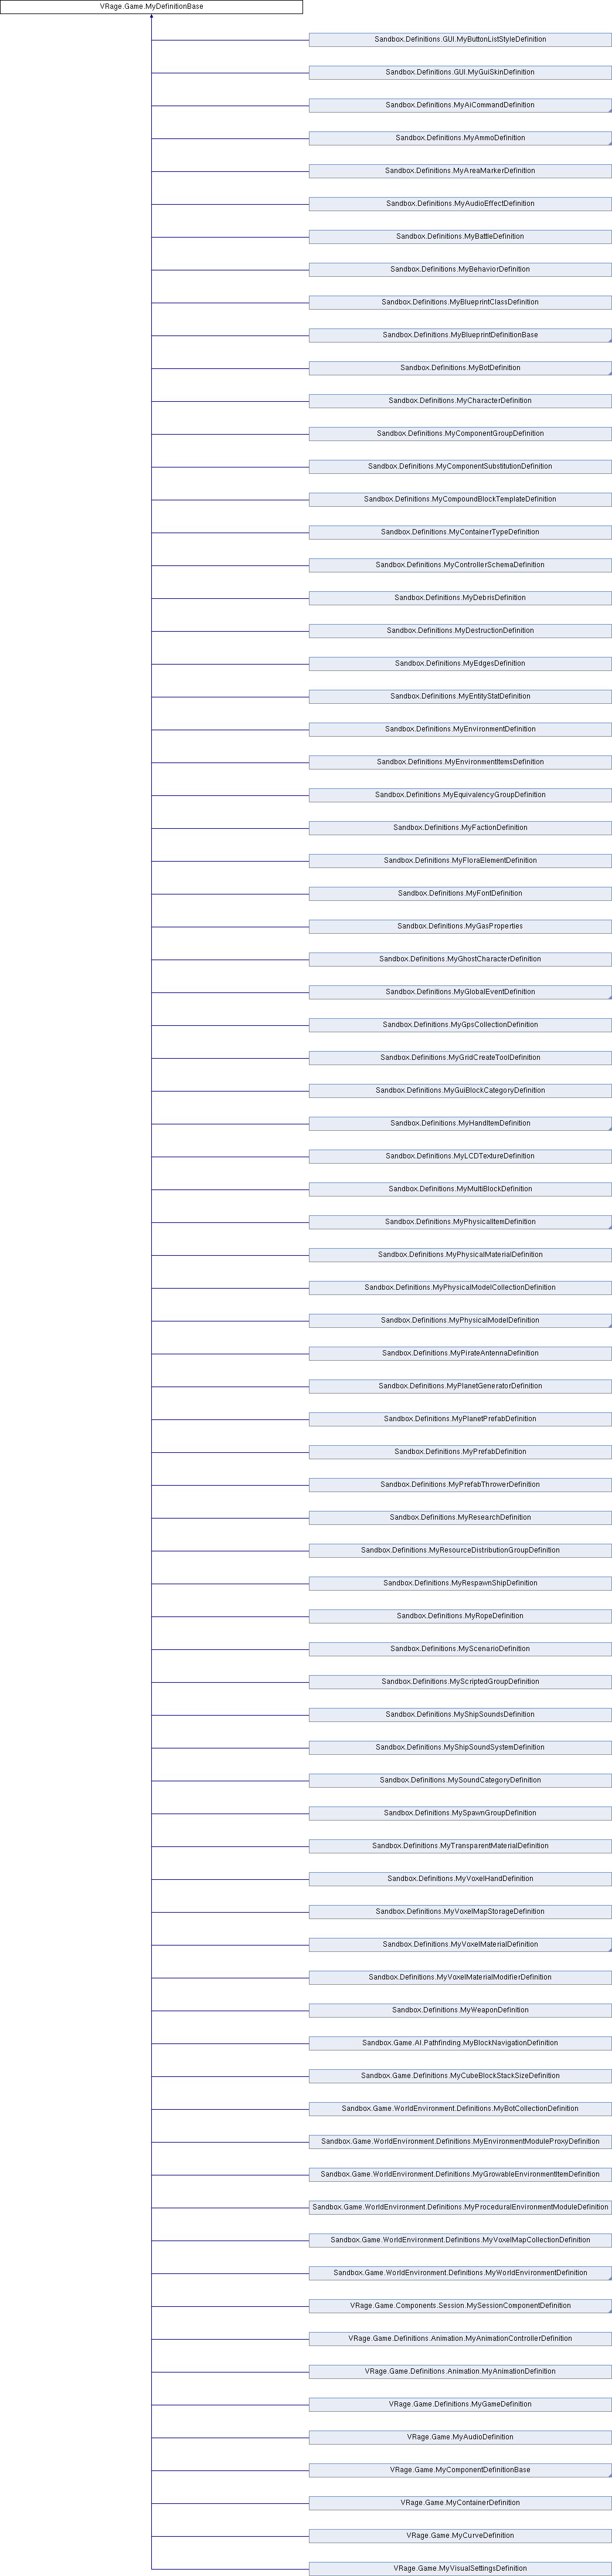 VRage.Game.MyDefinitionBase
Sandbox.Definitions.GUI.MyButtonListStyleDefinition
Sandbox.Definitions.GUI.MyGuiSkinDefinition
Sandbox.Definitions.MyAiCommandDefinition
Sandbox.Definitions.MyAmmoDefinition
Sandbox.Definitions.MyAreaMarkerDefinition
Sandbox.Definitions.MyAudioEffectDefinition
Sandbox.Definitions.MyBattleDefinition
Sandbox.Definitions.MyBehaviorDefinition
Sandbox.Definitions.MyBlueprintClassDefinition
Sandbox.Definitions.MyBlueprintDefinitionBase
Sandbox.Definitions.MyBotDefinition
Sandbox.Definitions.MyCharacterDefinition
Sandbox.Definitions.MyComponentGroupDefinition
Sandbox.Definitions.MyComponentSubstitutionDefinition
Sandbox.Definitions.MyCompoundBlockTemplateDefinition
Sandbox.Definitions.MyContainerTypeDefinition
Sandbox.Definitions.MyControllerSchemaDefinition
Sandbox.Definitions.MyDebrisDefinition
Sandbox.Definitions.MyDestructionDefinition
Sandbox.Definitions.MyEdgesDefinition
Sandbox.Definitions.MyEntityStatDefinition
Sandbox.Definitions.MyEnvironmentDefinition
Sandbox.Definitions.MyEnvironmentItemsDefinition
Sandbox.Definitions.MyEquivalencyGroupDefinition
Sandbox.Definitions.MyFactionDefinition
Sandbox.Definitions.MyFloraElementDefinition
Sandbox.Definitions.MyFontDefinition
Sandbox.Definitions.MyGasProperties
Sandbox.Definitions.MyGhostCharacterDefinition
Sandbox.Definitions.MyGlobalEventDefinition
Sandbox.Definitions.MyGpsCollectionDefinition
Sandbox.Definitions.MyGridCreateToolDefinition
Sandbox.Definitions.MyGuiBlockCategoryDefinition
Sandbox.Definitions.MyHandItemDefinition
Sandbox.Definitions.MyLCDTextureDefinition
Sandbox.Definitions.MyMultiBlockDefinition
Sandbox.Definitions.MyPhysicalItemDefinition
Sandbox.Definitions.MyPhysicalMaterialDefinition
Sandbox.Definitions.MyPhysicalModelCollectionDefinition
Sandbox.Definitions.MyPhysicalModelDefinition
Sandbox.Definitions.MyPirateAntennaDefinition
Sandbox.Definitions.MyPlanetGeneratorDefinition
Sandbox.Definitions.MyPlanetPrefabDefinition
Sandbox.Definitions.MyPrefabDefinition
Sandbox.Definitions.MyPrefabThrowerDefinition
Sandbox.Definitions.MyResearchDefinition
Sandbox.Definitions.MyResourceDistributionGroupDefinition
Sandbox.Definitions.MyRespawnShipDefinition
Sandbox.Definitions.MyRopeDefinition
Sandbox.Definitions.MyScenarioDefinition
Sandbox.Definitions.MyScriptedGroupDefinition
Sandbox.Definitions.MyShipSoundsDefinition
Sandbox.Definitions.MyShipSoundSystemDefinition
Sandbox.Definitions.MySoundCategoryDefinition
Sandbox.Definitions.MySpawnGroupDefinition
Sandbox.Definitions.MyTransparentMaterialDefinition
Sandbox.Definitions.MyVoxelHandDefinition
Sandbox.Definitions.MyVoxelMapStorageDefinition
Sandbox.Definitions.MyVoxelMaterialDefinition
Sandbox.Definitions.MyVoxelMaterialModifierDefinition
Sandbox.Definitions.MyWeaponDefinition
Sandbox.Game.AI.Pathfinding.MyBlockNavigationDefinition
Sandbox.Game.Definitions.MyCubeBlockStackSizeDefinition
Sandbox.Game.WorldEnvironment.Definitions.MyBotCollectionDefinition
Sandbox.Game.WorldEnvironment.Definitions.MyEnvironmentModuleProxyDefinition
Sandbox.Game.WorldEnvironment.Definitions.MyGrowableEnvironmentItemDefinition
Sandbox.Game.WorldEnvironment.Definitions.MyProceduralEnvironmentModuleDefinition
Sandbox.Game.WorldEnvironment.Definitions.MyVoxelMapCollectionDefinition
Sandbox.Game.WorldEnvironment.Definitions.MyWorldEnvironmentDefinition
VRage.Game.Components.Session.MySessionComponentDefinition
VRage.Game.Definitions.Animation.MyAnimationControllerDefinition
VRage.Game.Definitions.Animation.MyAnimationDefinition
VRage.Game.Definitions.MyGameDefinition
VRage.Game.MyAudioDefinition
VRage.Game.MyComponentDefinitionBase
VRage.Game.MyContainerDefinition
VRage.Game.MyCurveDefinition
VRage.Game.MyVisualSettingsDefinition